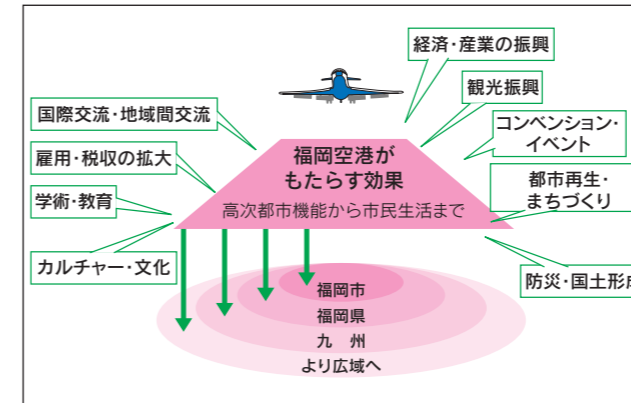 経済・産業の振興
観光振興
国際交流・地域間交流
コンベンション・
イベント
雇用・税収の拡大
福岡空港が
もたらす効果
都市再生・
まちづくり
学術・教育
高次都市機能から市民生活まで
カルチャー・文化
防災・国土形成
福岡市
福岡県
九 州
より広域へ